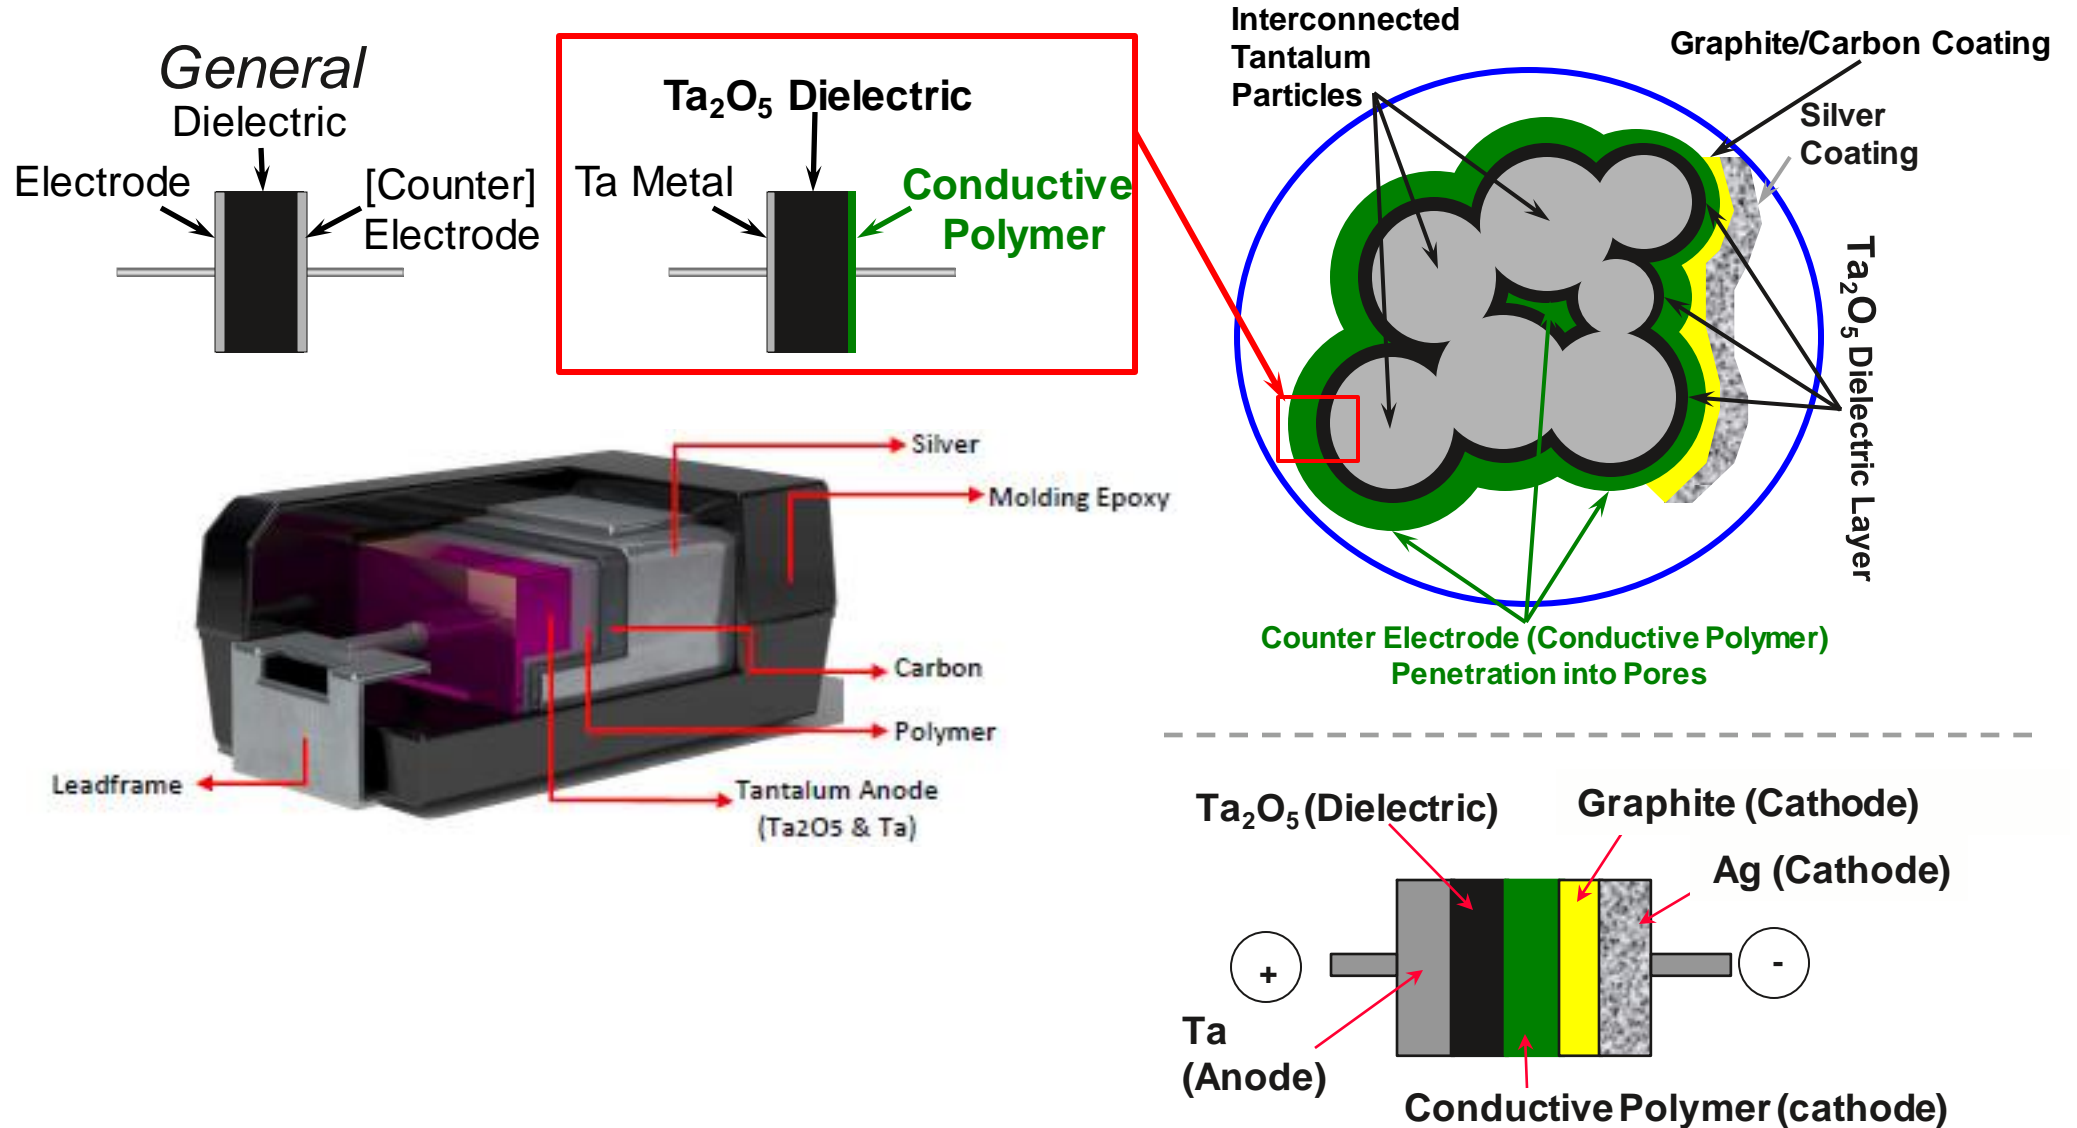 General
Dielectric
Electrode
[Counter]
Electrode
Ta₂O₅ Dielectric
Ta Metal
Conductive
Polymer
Interconnected
Tantalum
Particles
Graphite/Carbon Coating
Silver
Coating
Ta₂O₅ Dielectric Layer
Counter Electrode (Conductive Polymer)
Penetration into Pores
Silver
Molding Epoxy
Carbon
Polymer
Leadframe
Tantalum Anode
(Ta2O5 & Ta)
Ta₂O₅ (Dielectric)
Graphite (Cathode)
Ag (Cathode)
+
-
Ta
(Anode)
Conductive Polymer (cathode)